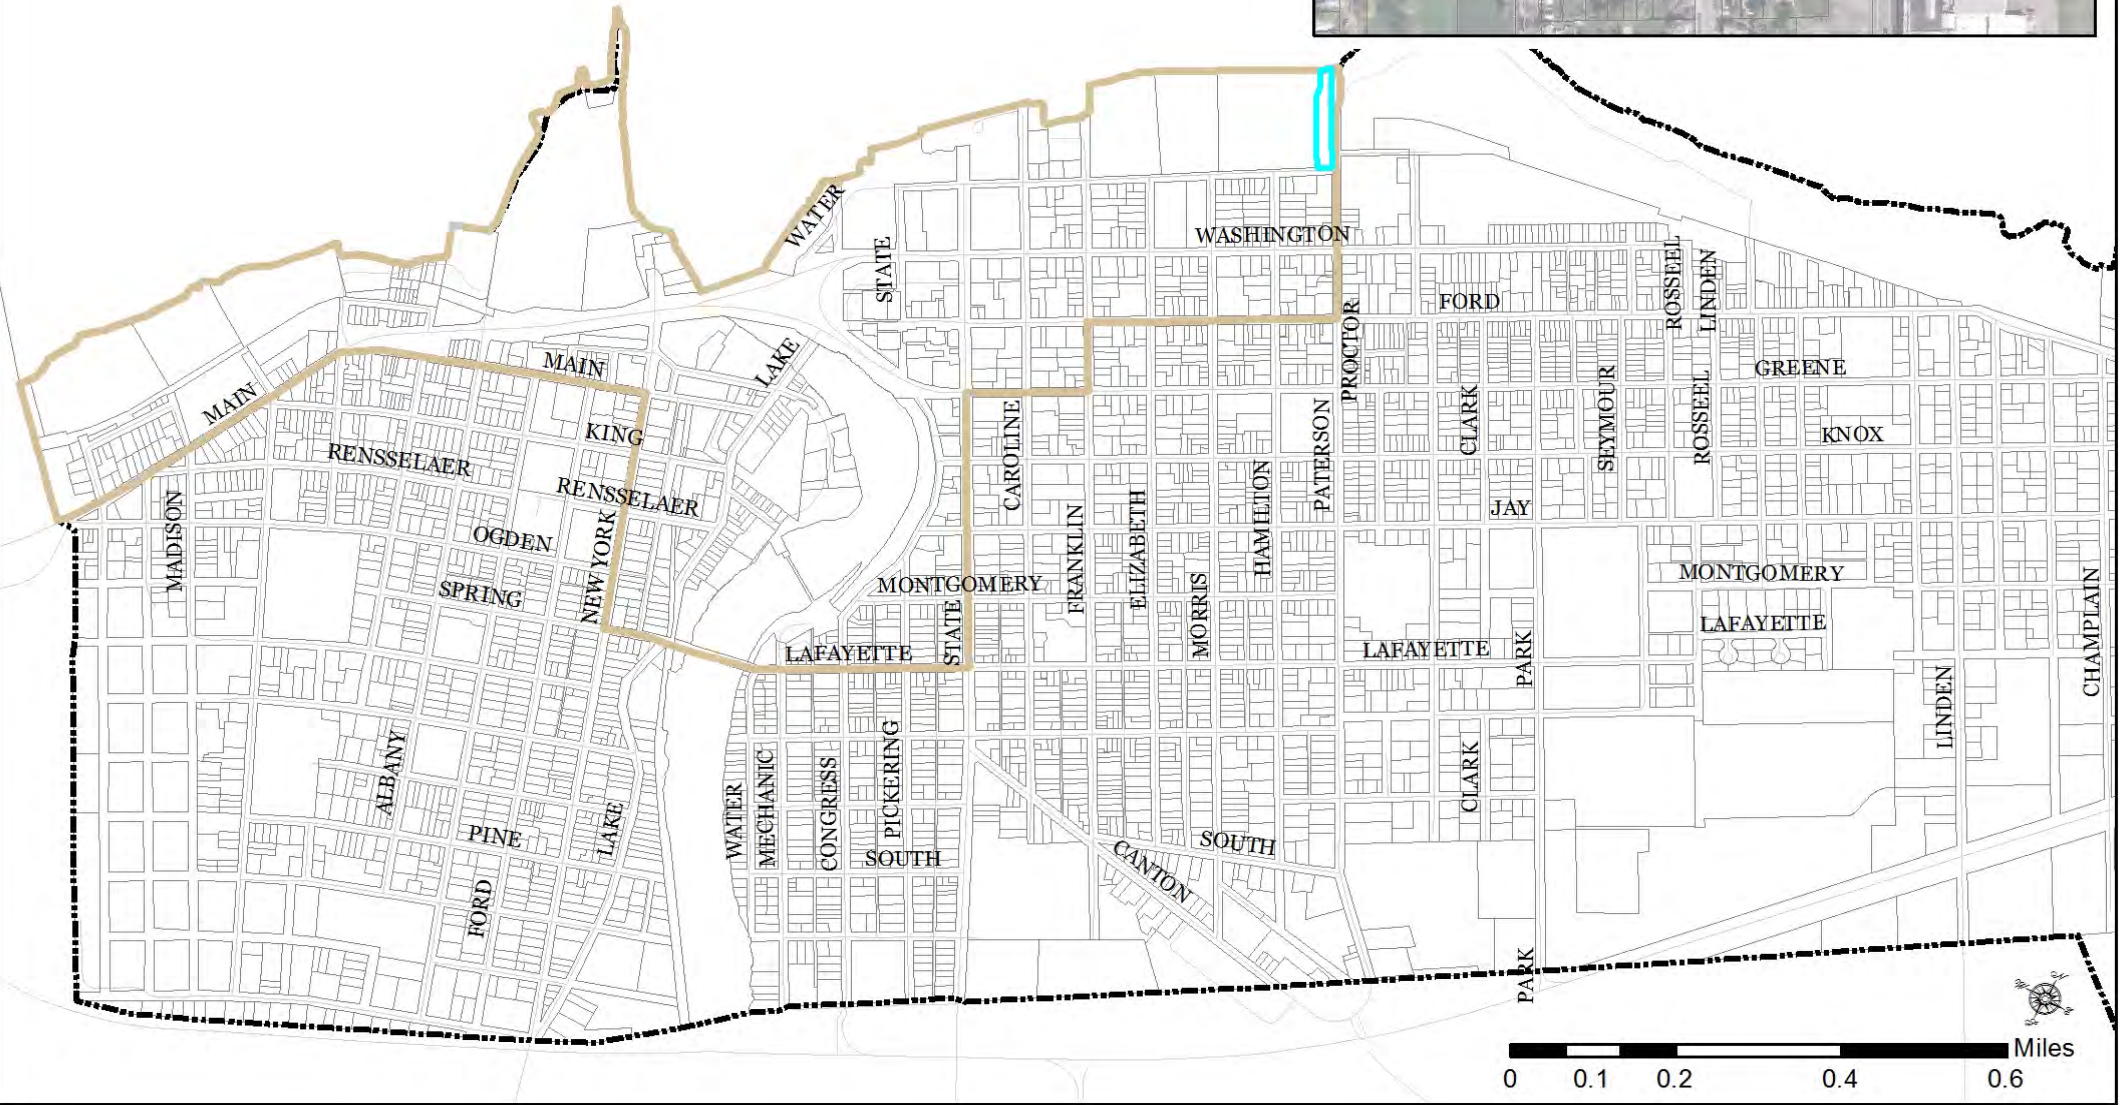 WATER
STATE
WASHINGTON
ROSSEEL
LINDEN
FORD
PROCTOR
MAIN
LAKE
GREENE
MAIN
CLARK
SEYMOUR
ROSSEEL
KING
CAROLINE
PATERSON
KNOX
RENSSELAER
RENSSELAER
MADISON
OGDEN
NEW YORK
FRANKLIN
ELIZABETH
HAMILTON
JAY
SPRING
MONTGOMERY
MORRIS
MONTGOMERY
CHAMPLAIN
STATE
LAFAYETTE
LAFAYETTE
PARK
LAFAYETTE
LINDEN
ALBANY
PICKERING
CLARK
WATER
MECHANIC
CONGRESS
PINE
LAKE
SOUTH
SOUTH
CANTON
FORD
PARK
Miles
0 0.1 0.2 0.4 0.6